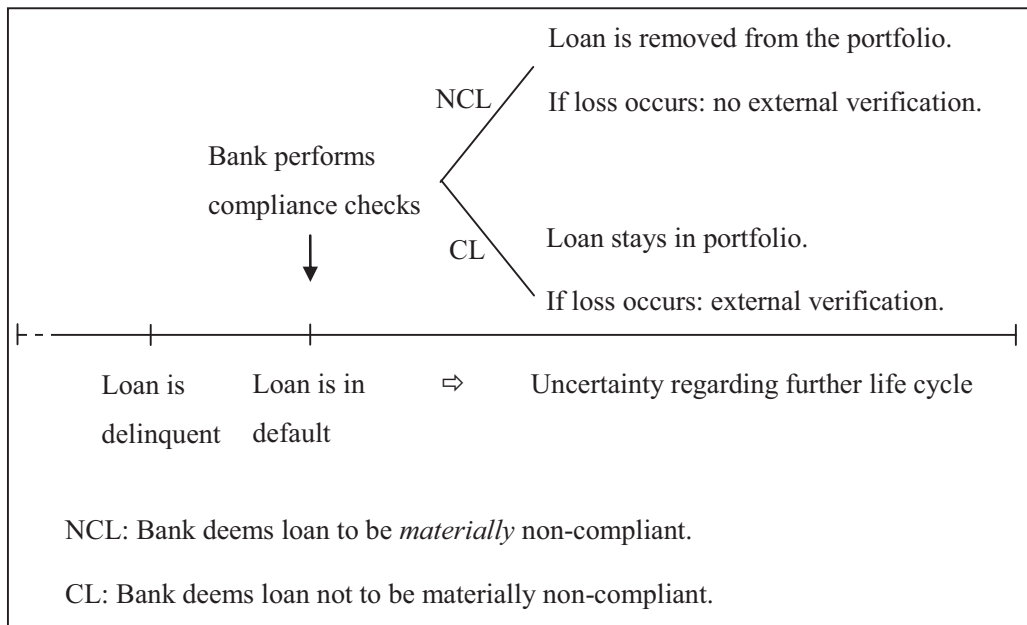 Loan is removed from the portfolio.
NCL
If loss occurs: no external verification.
Bank performs
compliance checks
Loan stays in portfolio.
CL
If loss occurs: external verification.
Loan is
delinquent
Loan is in
default
⇨
Uncertainty regarding further life cycle
NCL: Bank deems loan to be materially non-compliant.
CL: Bank deems loan not to be materially non-compliant.